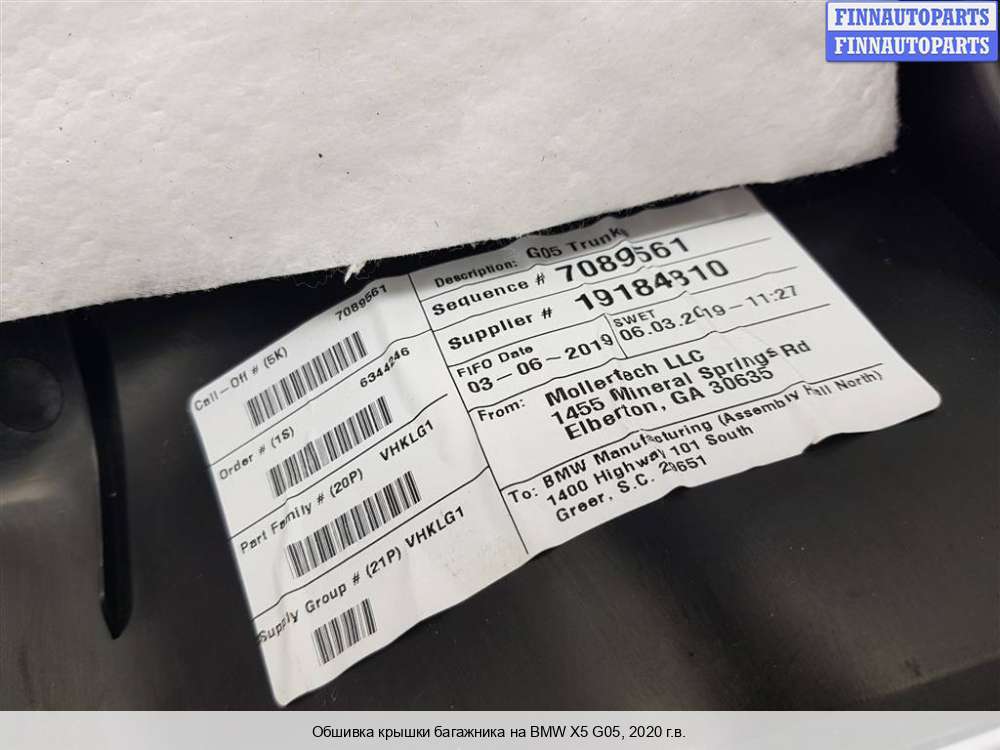 FINNAUTOPARTS
FINNAUTOPARTS
Description: G05 Trunk
Sequence # 7089561
Supplier # 19184310
FIFO Date
03-06-2019
SWET
06.03.2019-11:27
From: Mollertech LLC
1455 Mineral Springs Rd
Elberton, GA 30635
To: BMW Manufacturing (Assembly Hall North)
1400 Highway 101 South
Greer, S.C. 29651
Call-Off # (5K) 7089561
Order # (1S) 6344246
Part Family # (20P) VHKLG1
Supply Group # (21P) VHKLG1
Обшивка крышки багажника на BMW X5 G05, 2020 г.в.